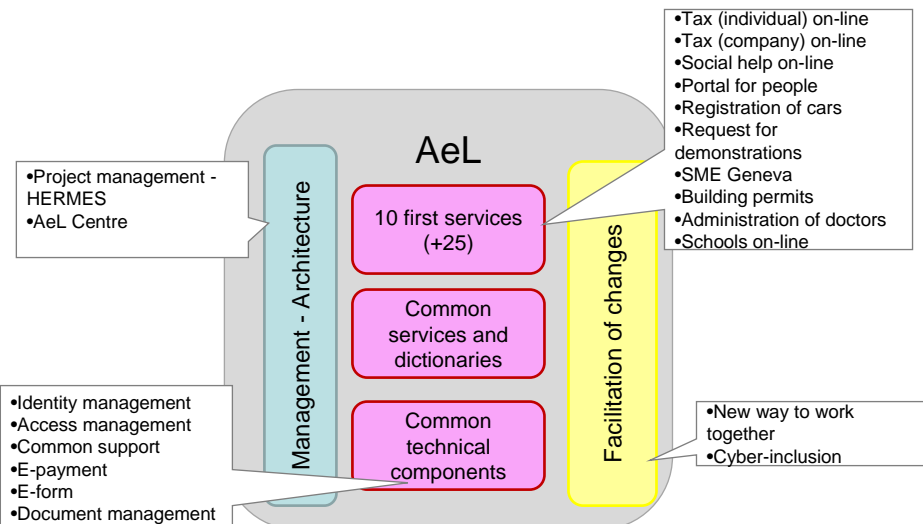 •Tax (individual) on-line
•Tax (company) on-line
•Social help on-line
•Portal for people
•Registration of cars
•Request for
demonstrations
•SME Geneva
•Building permits
•Administration of doctors
•Schools on-line
AeL
•Project management -
HERMES
•AeL Centre
Management - Architecture
10 first services
(+25)
Common
services and
dictionaries
Common
technical
components
Facilitation of changes
•Identity management
•Access management
•Common support
•E-payment
•E-form
•Document management
•New way to work
together
•Cyber-inclusion